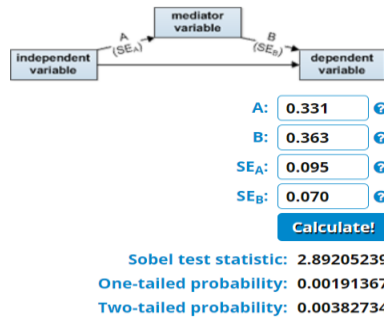 mediator
variable
A
(SEA)
B
(SEB)
independent
variable
dependent
variable
A: 0.331 ?
B: 0.363 ?
SEA: 0.095 ?
SEB: 0.070 ?
Calculate!
Sobel test statistic: 2.89205239
One-tailed probability: 0.00191367
Two-tailed probability: 0.00382734